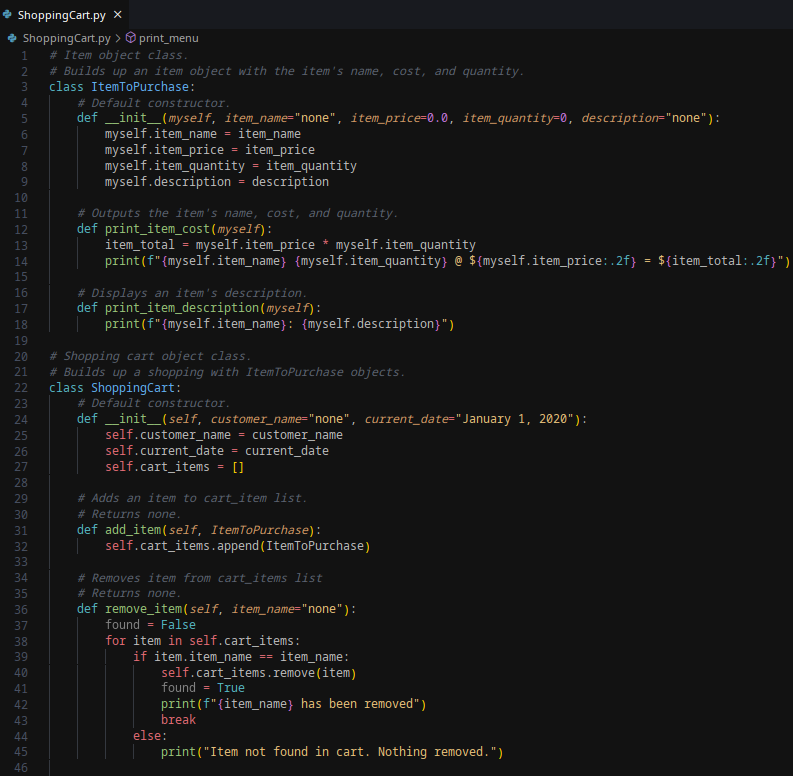 ShoppingCart.py ×
ShoppingCart.py > print_menu
1 # Item object class.
2 # Builds up an item object with the item's name, cost, and quantity.
3 class ItemToPurchase:
4     # Default constructor.
5     def __init__(myself, item_name="none", item_price=0.0, item_quantity=0, description="none"):
6         myself.item_name = item_name
7         myself.item_price = item_price
8         myself.item_quantity = item_quantity
9         myself.description = description
10
11     # Outputs the item's name, cost, and quantity.
12     def print_item_cost(myself):
13         item_total = myself.item_price * myself.item_quantity
14         print(f"{myself.item_name} {myself.item_quantity} @ ${myself.item_price:.2f} = ${item_total:.2f}")
15
16     # Displays an item's description.
17     def print_item_description(myself):
18         print(f"{myself.item_name}: {myself.description}")
19
20 # Shopping cart object class.
21 # Builds up a shopping with ItemToPurchase objects.
22 class ShoppingCart:
23     # Default constructor.
24     def __init__(self, customer_name="none", current_date="January 1, 2020"):
25         self.customer_name = customer_name
26         self.current_date = current_date
27         self.cart_items = []
28
29     # Adds an item to cart_item list.
30     # Returns none.
31     def add_item(self, ItemToPurchase):
32         self.cart_items.append(ItemToPurchase)
33
34     # Removes item from cart_items list
35     # Returns none.
36     def remove_item(self, item_name="none"):
37         found = False
38         for item in self.cart_items:
39             if item.item_name == item_name:
40                 self.cart_items.remove(item)
41                 found = True
42                 print(f"{item_name} has been removed")
43                 break
44             else:
45                 print("Item not found in cart. Nothing removed.")
46